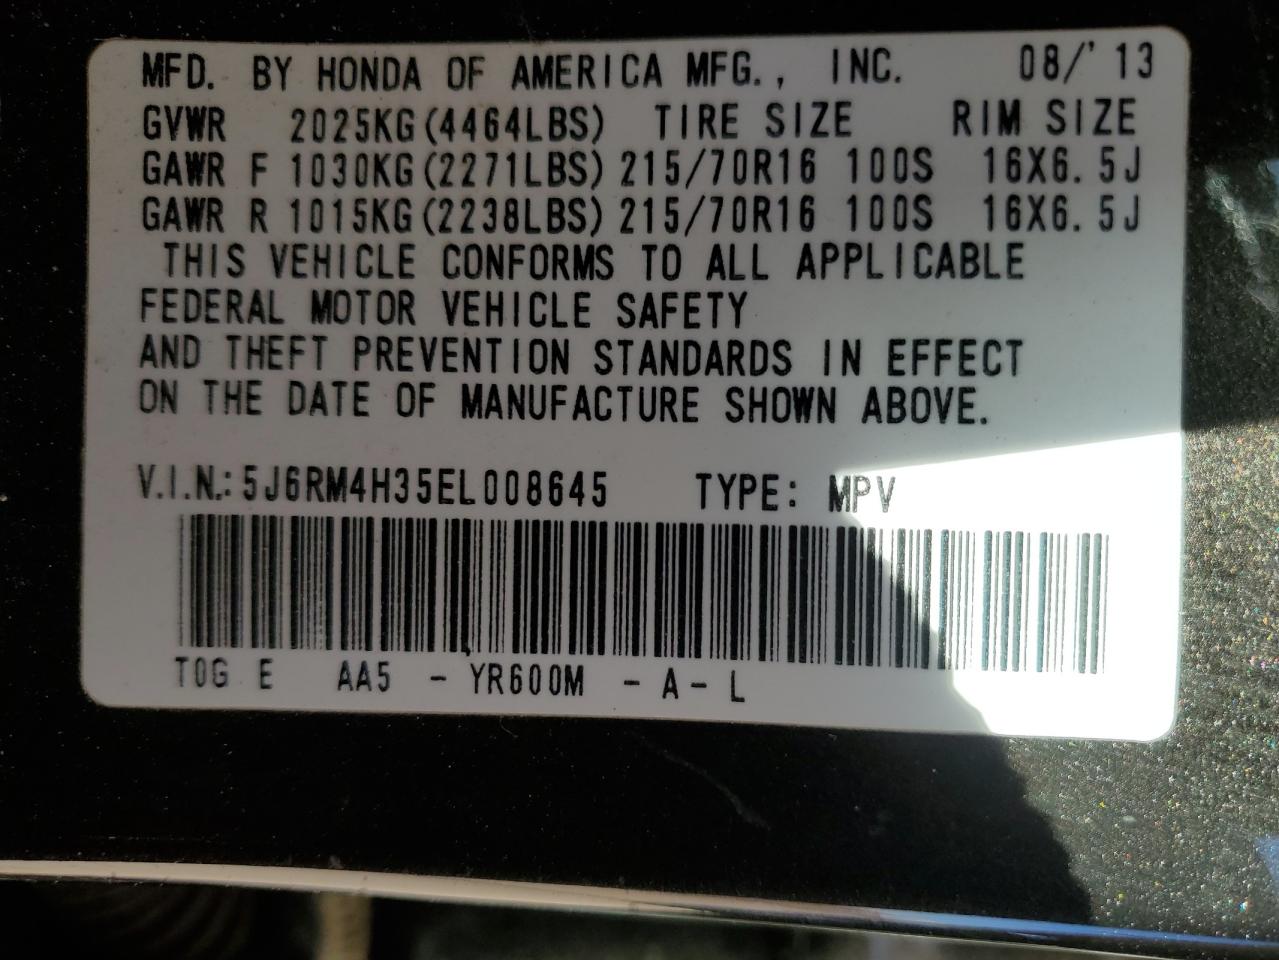 MFD. BY HONDA OF AMERICA MFG., INC. 08/'13
GVWR 2025KG(4464LBS) TIRE SIZE RIM SIZE
GAWR F 1030KG(2271LBS) 215/70R16 100S 16X6.5J
GAWR R 1015KG(2238LBS) 215/70R16 100S 16X6.5J
THIS VEHICLE CONFORMS TO ALL APPLICABLE
FEDERAL MOTOR VEHICLE SAFETY
AND THEFT PREVENTION STANDARDS IN EFFECT
ON THE DATE OF MANUFACTURE SHOWN ABOVE.
V.I.N.: 5J6RM4H35EL008645 TYPE: MPV
T0G E AA5 - YR600M - A - L